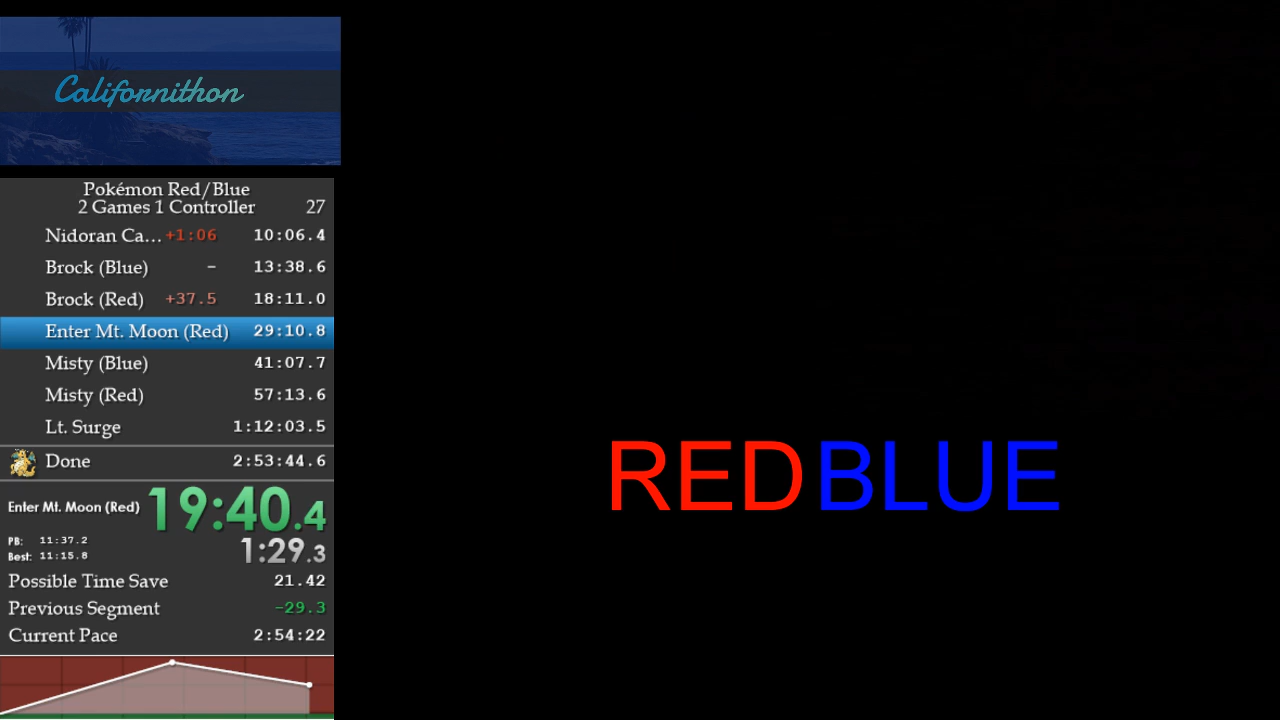 Californithon
Pokémon Red/Blue
2 Games 1 Controller 27
Nidoran Ca... +1:06 10:06.4
Brock (Blue) - 13:38.6
Brock (Red) +37.5 18:11.0
Enter Mt. Moon (Red) 29:10.8
Misty (Blue) 41:07.7
Misty (Red) 57:13.6
Lt. Surge 1:12:03.5
Done 2:53:44.6
Enter Mt. Moon (Red) 19:40.4
PB: 11:37.2
Best: 11:15.8
1:29.3
Possible Time Save 21.42
Previous Segment -29.3
Current Pace 2:54:22
RED BLUE